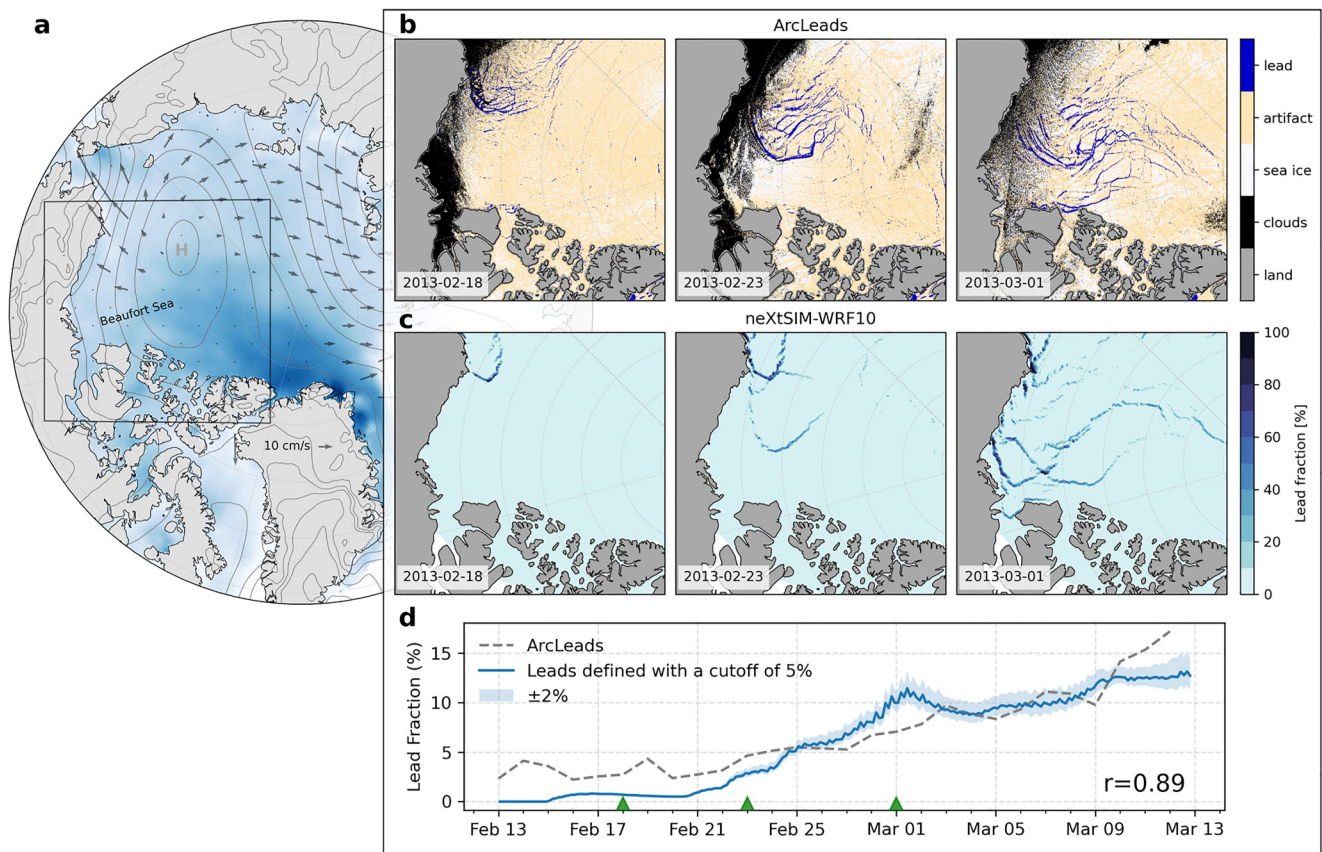 a
H
Beaufort Sea
10 cm/s
b
ArcLeads
2013-02-18
2013-02-23
2013-03-01
lead
artifact
sea ice
clouds
land
c
neXtSIM-WRF10
2013-02-18
2013-02-23
2013-03-01
100
80
60
40
20
0
Lead fraction [%]
d
Lead Fraction (%)
15
10
5
0
ArcLeads
Leads defined with a cutoff of 5%
±2%
r=0.89
Feb 13 Feb 17 Feb 21 Feb 25 Mar 01 Mar 05 Mar 09 Mar 13